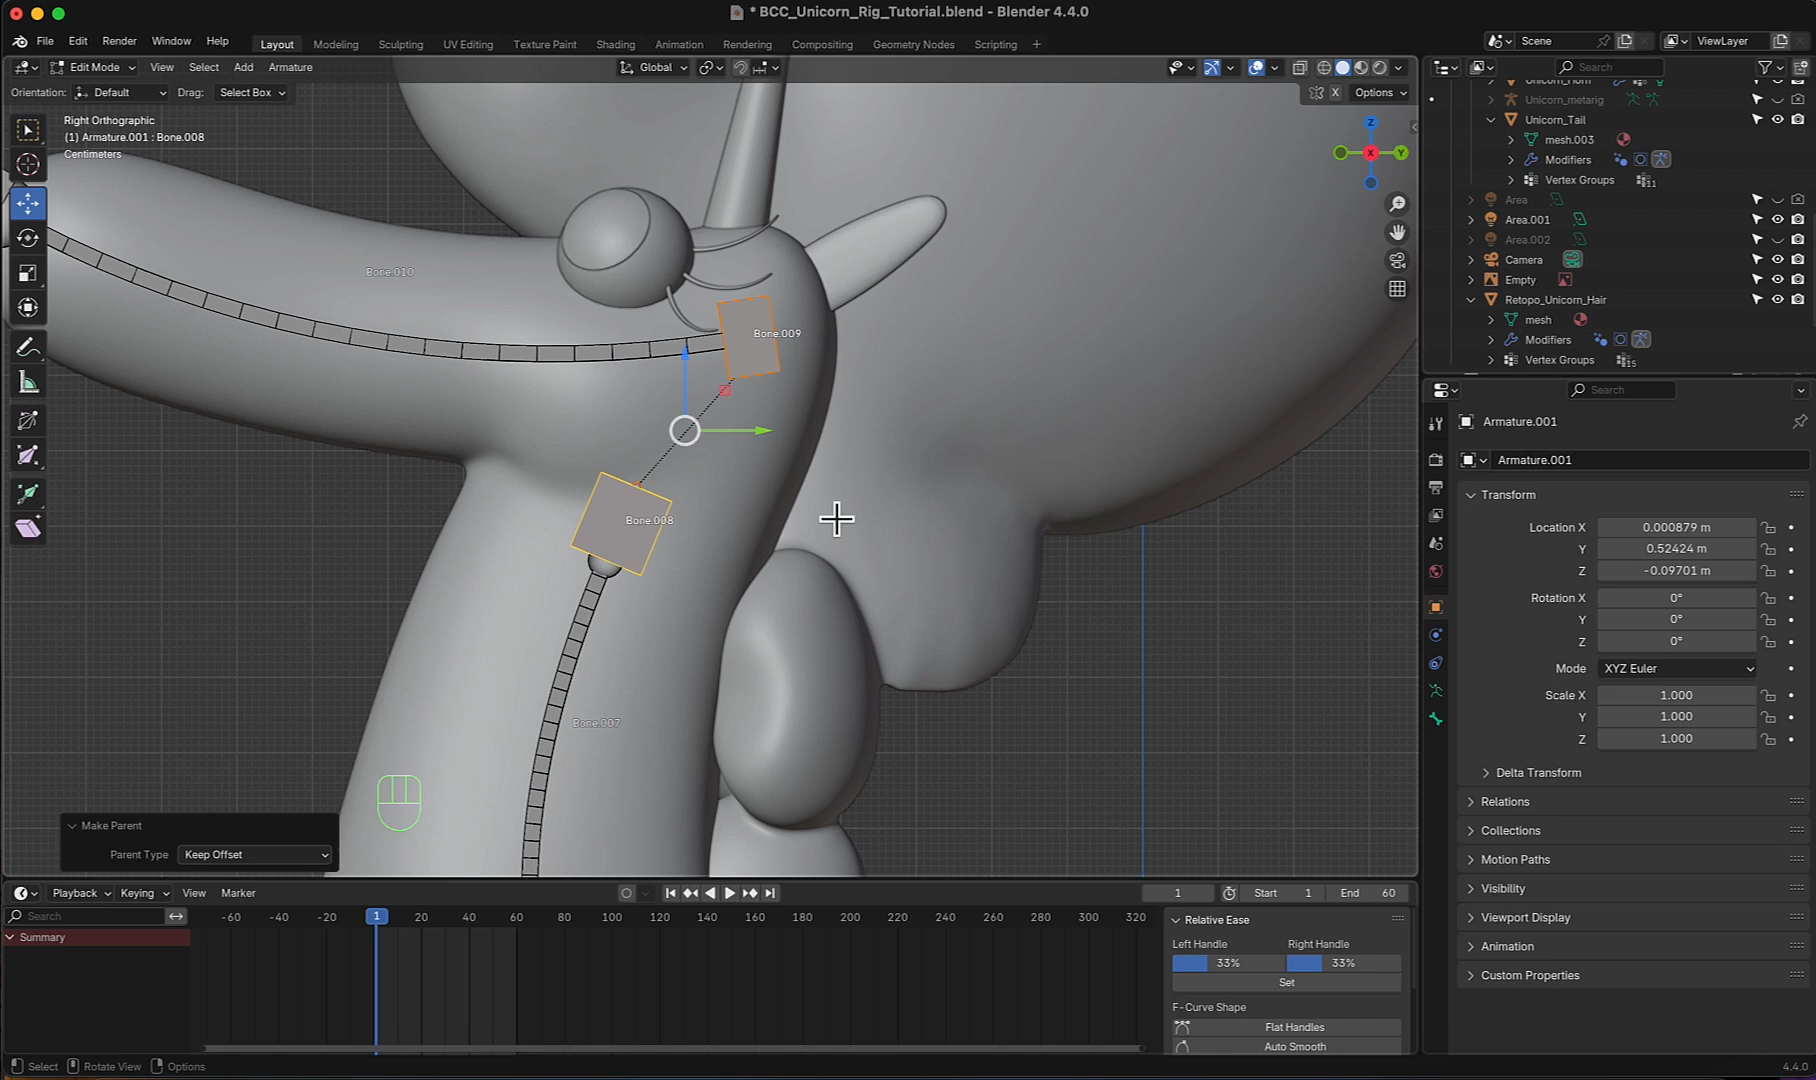 * BCC_Unicorn_Rig_Tutorial.blend - Blender 4.4.0
File Edit Render Window Help
Layout Modeling Sculpting UV Editing Texture Paint Shading Animation Rendering Compositing Geometry Nodes Scripting +
Scene
ViewLayer
Edit Mode View Select Add Armature
Global
Search
Orientation: Default Drag: Select Box
X Options
Right Orthographic
(1) Armature.001 : Bone.008
Centimeters
Z
X
Y
Unicorn_Horn
Unicorn_metarig
Unicorn_Tail
mesh.003
Modifiers
Vertex Groups 11
Area
Area.001
Area.002
Camera
Empty
Retopo_Unicorn_Hair
mesh
Modifiers
Vertex Groups 15
Bone.010
Bone.009
Bone.008
Bone.007
Search
Armature.001
Armature.001
Transform
Location X 0.000879 m
Y 0.52424 m
Z -0.09701 m
Rotation X 0°
Y 0°
Z 0°
Mode XYZ Euler
Scale X 1.000
Y 1.000
Z 1.000
Delta Transform
Relations
Collections
Motion Paths
Visibility
Viewport Display
Animation
Custom Properties
Make Parent
Parent Type Keep Offset
Playback Keying View Marker
1 Start 1 End 60
Search
-60 -40 -20 1 20 40 60 80 100 120 140 160 180 200 220 240 260 280 300 320
Summary
Relative Ease
Left Handle Right Handle
33% 33%
Set
F-Curve Shape
Flat Handles
Auto Smooth
Select Rotate View Options
4.4.0